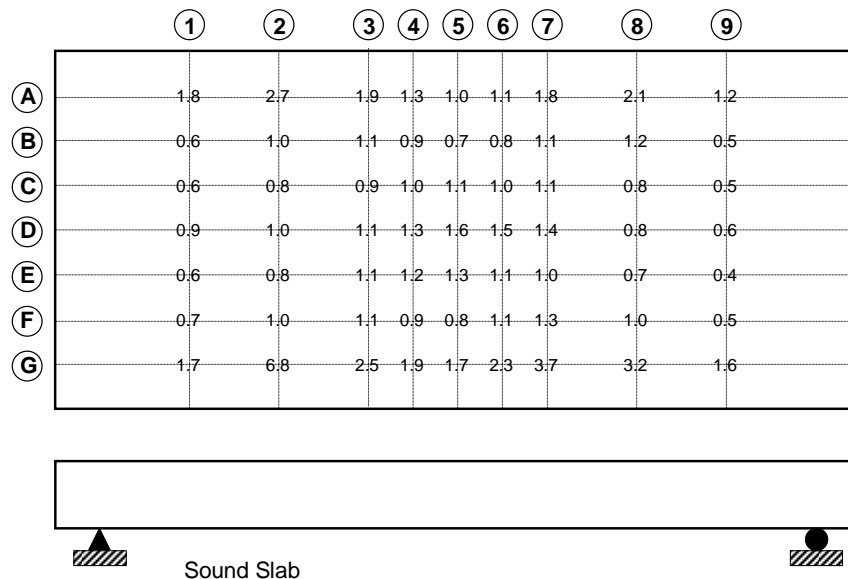 1 2 3 4 5 6 7 8 9
A 1.8 2.7 1.9 1.3 1.0 1.1 1.8 2.1 1.2
B 0.6 1.0 1.1 0.9 0.7 0.8 1.1 1.2 0.5
C 0.6 0.8 0.9 1.0 1.1 1.0 1.1 0.8 0.5
D 0.9 1.0 1.1 1.3 1.6 1.5 1.4 0.8 0.6
E 0.6 0.8 1.1 1.2 1.3 1.1 1.0 0.7 0.4
F 0.7 1.0 1.1 0.9 0.8 1.1 1.3 1.0 0.5
G 1.7 6.8 2.5 1.9 1.7 2.3 3.7 3.2 1.6
Sound Slab